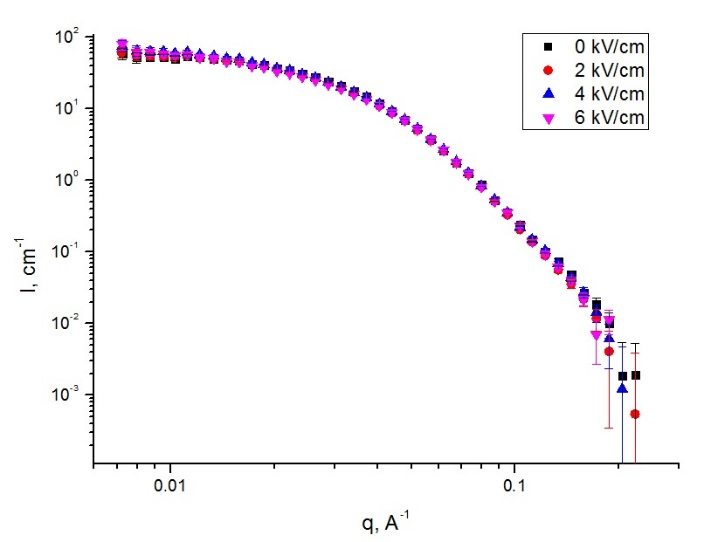 10²
10¹
10⁰
10⁻¹
10⁻²
10⁻³
I, cm⁻¹
0 kV/cm
2 kV/cm
4 kV/cm
6 kV/cm
0.01
0.1
q, A⁻¹